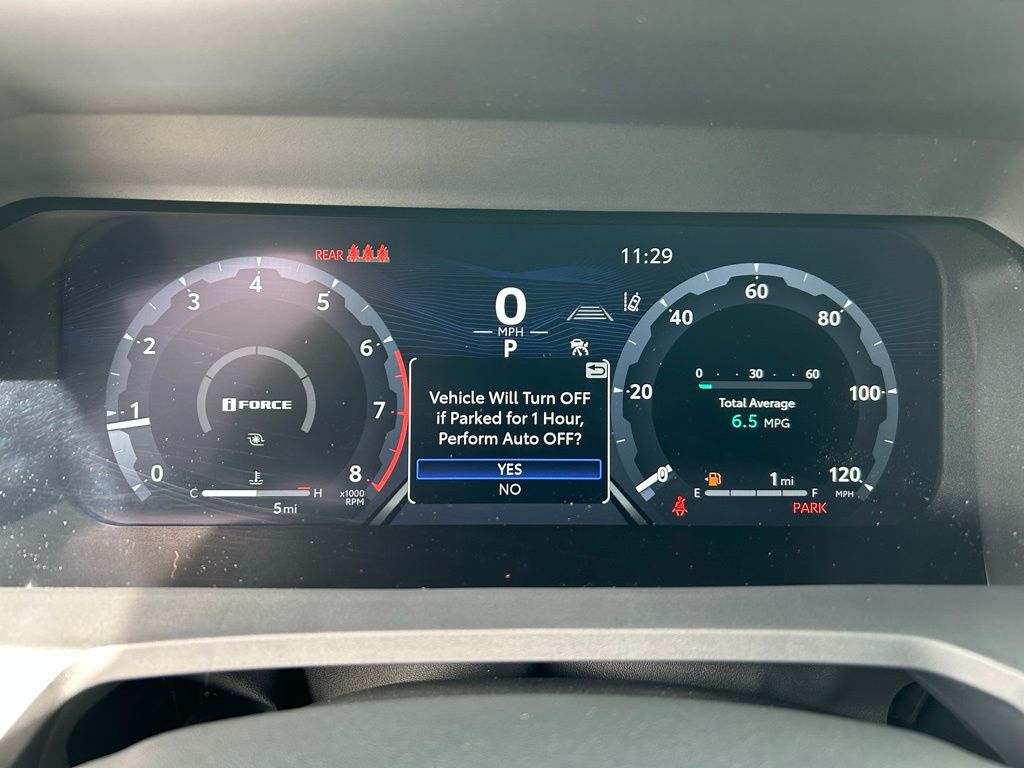 REAR
11:29
0
MPH
P
0
1
2
3
4
5
6
7
8
x1000
RPM
iFORCE
C
H
5 mi
Vehicle Will Turn OFF
if Parked for 1 Hour,
Perform Auto OFF?
YES
NO
0
20
40
60
80
100
120
MPH
0 30 60
Total Average
6.5 MPG
1 mi
E
F
PARK